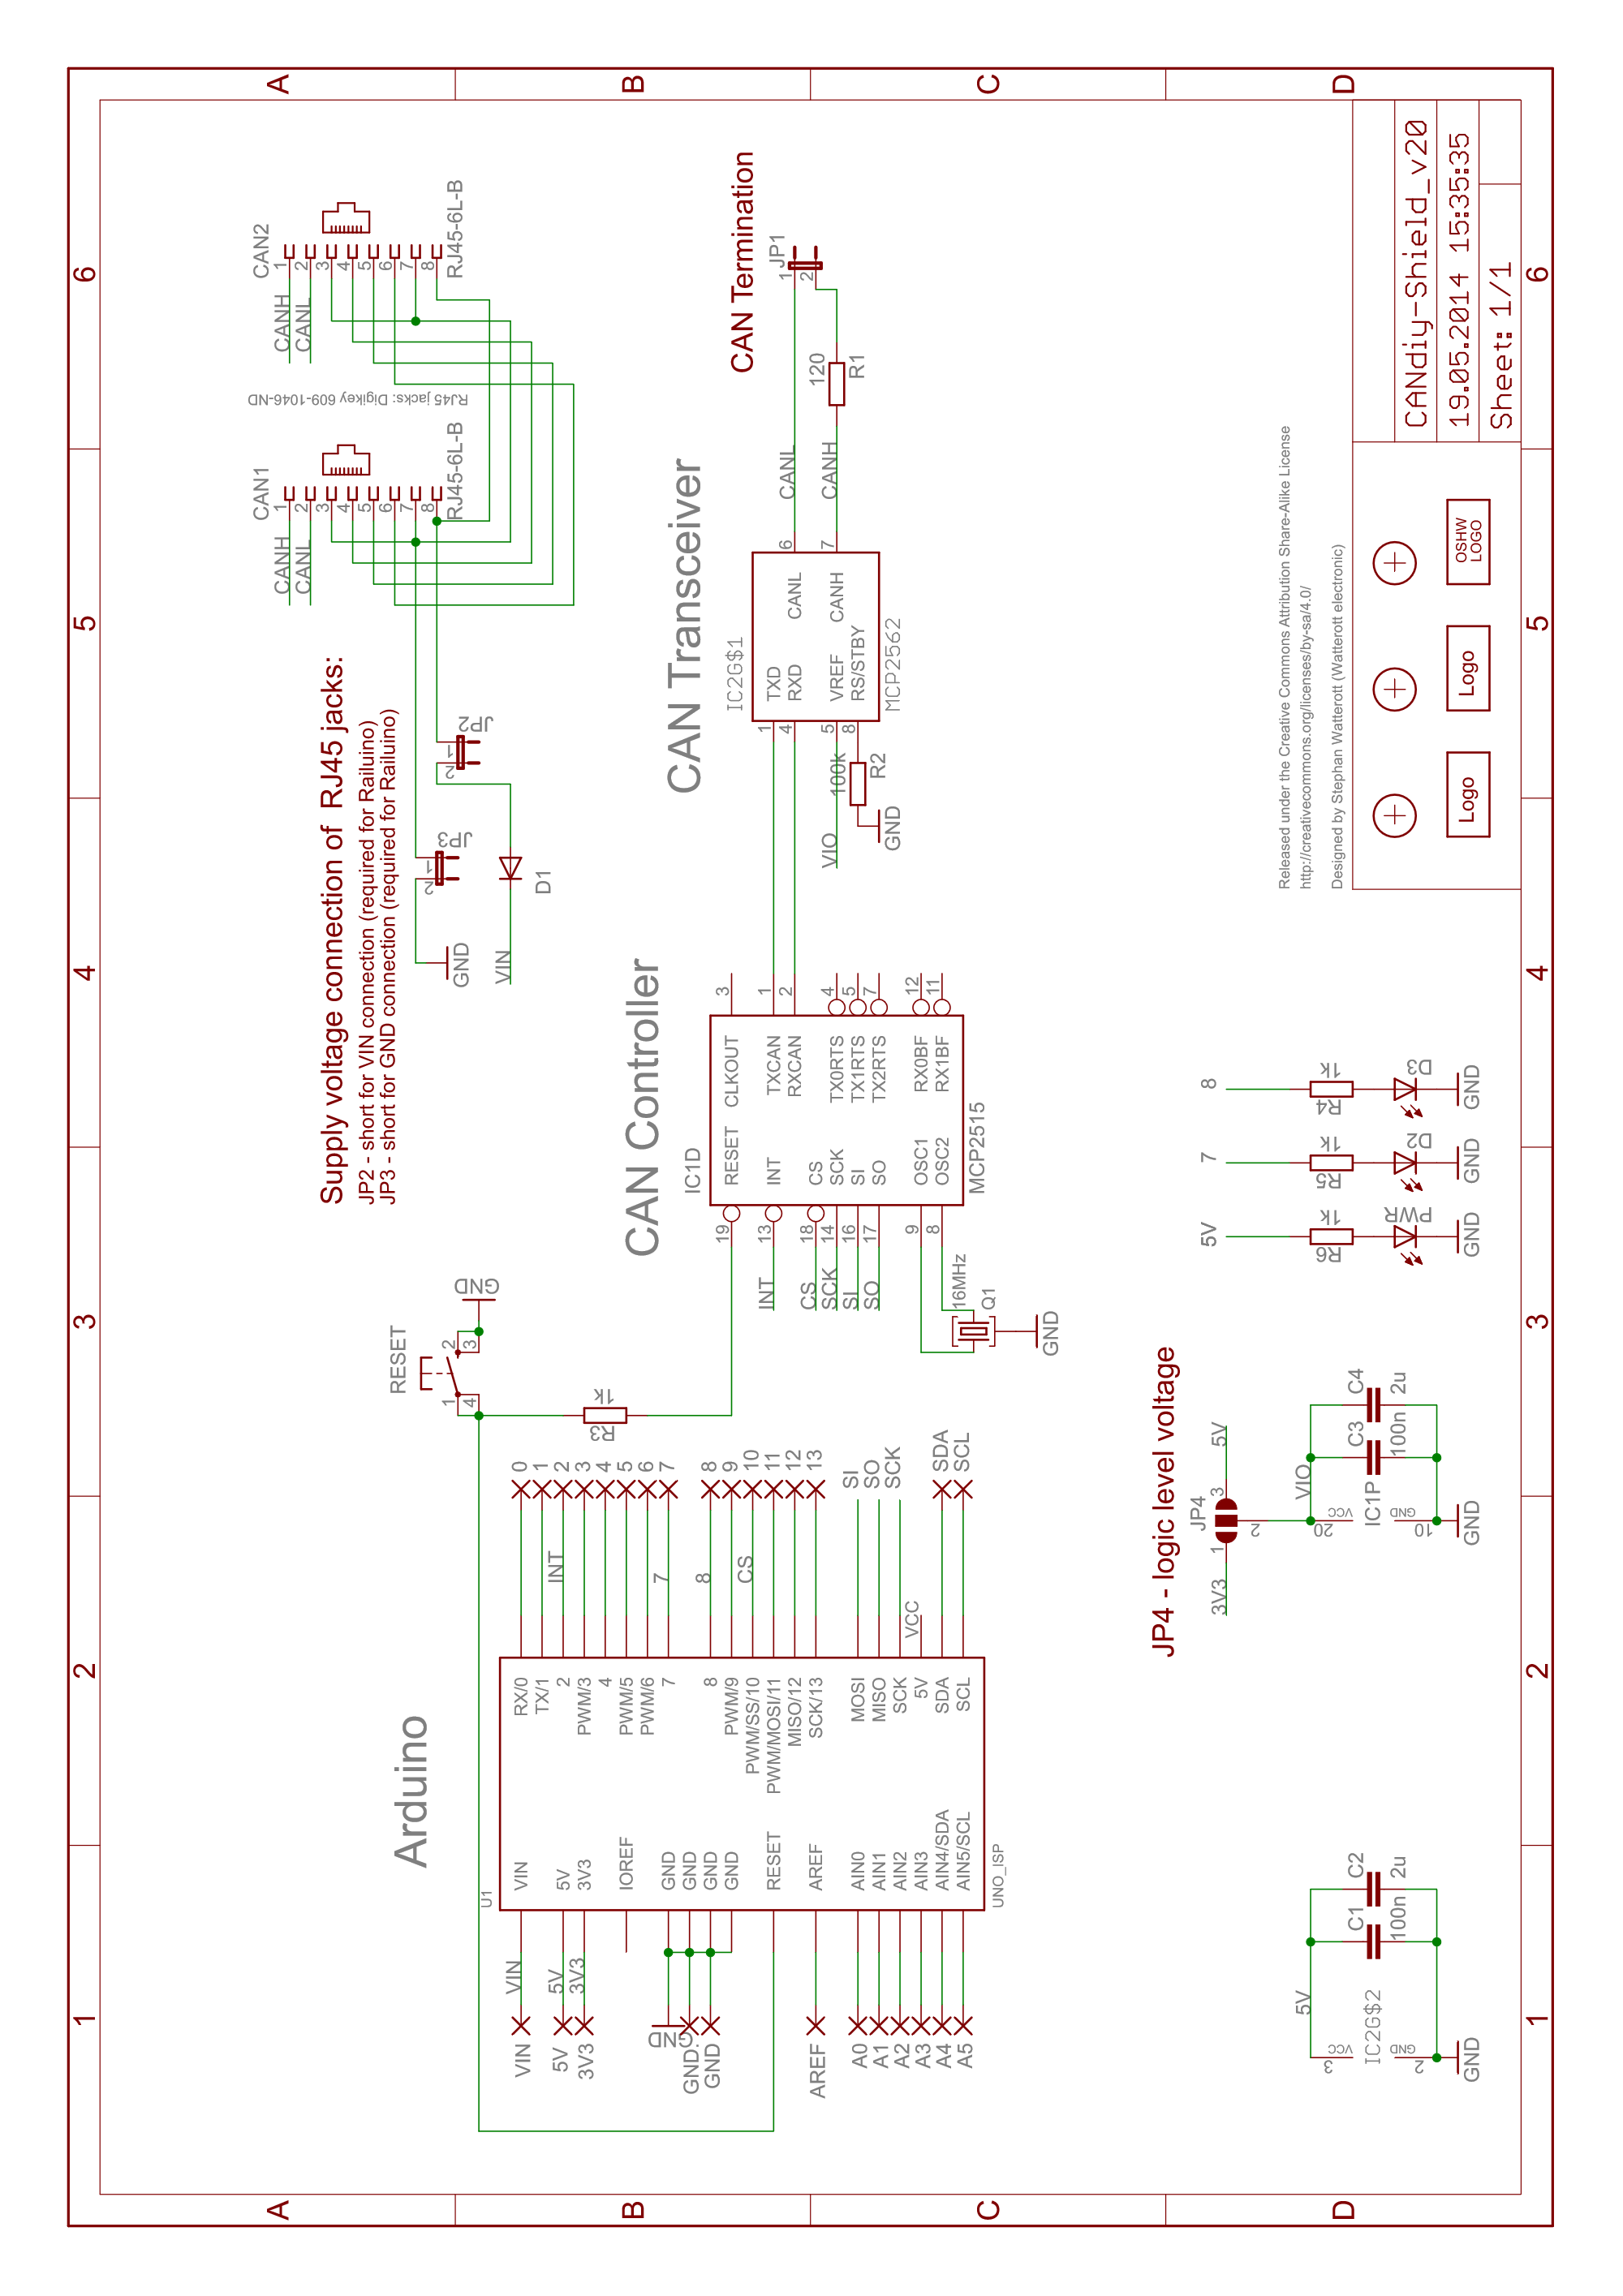 1
2
3
4
5
6
A
B
C
D
A
B
C
D
1
2
3
4
5
6
Arduino
U1
UNO_ISP
VIN
5V
3V3
IOREF
GND
GND
GND
GND
RESET
AREF
AIN0
AIN1
AIN2
AIN3
AIN4/SDA
AIN5/SCL
RX/0
TX/1
2
PWM/3
4
PWM/5
PWM/6
7
8
PWM/9
PWM/SS/10
PWM/MOSI/11
MISO/12
SCK/13
MOSI
MISO
SCK
5V
SDA
SCL
VIN
VIN
5V
5V
3V3
3V3
GND
GND.
GND
AREF
A0
A1
A2
A3
A4
A5
INT
7
8
CS
VCC
0
1
2
3
4
5
6
7
8
9
10
11
12
13
SI
SO
SCK
SDA
SCL
RESET
1
4
2
3
GND
R3
1k
CAN Controller
IC1D
MCP2515
RESET
INT
CS
SCK
SI
SO
OSC1
OSC2
CLKOUT
TXCAN
RXCAN
TX0RTS
TX1RTS
TX2RTS
RX0BF
RX1BF
19
13
18
14
16
17
9
8
3
1
2
4
5
7
12
11
INT
CS
SCK
SI
SO
16MHz
Q1
GND
Supply voltage connection of RJ45 jacks:
JP2 - short for VIN connection (required for Railuino)
JP3 - short for GND connection (required for Railuino)
GND
VIN
JP3
1
2
D1
JP2
1
2
CAN1
CANH
CANL
1
2
3
4
5
6
7
8
RJ45-6L-B
RJ45 jacks: Digikey 609-1046-ND
CAN2
CANH
CANL
1
2
3
4
5
6
7
8
RJ45-6L-B
CAN Transceiver
IC2G$1
MCP2562
TXD
RXD
VREF
RS/STBY
CANL
CANH
1
4
5
8
6
7
VIO
100k
R2
GND
CANL
CANH
120
R1
CAN Termination
JP1
1
2
5V
IC2G$2
3
VCC
GND
2
C1
100n
C2
2u
GND
JP4 - logic level voltage
3V3
JP4
1
2
3
5V
VIO
IC1P
20
VCC
GND
10
C3
100n
C4
2u
GND
5V
R6
1k
PWR
GND
7
R5
1k
D2
GND
8
R4
1k
D3
GND
Released under the Creative Commons Attribution Share-Alike License
http://creativecommons.org/licenses/by-sa/4.0/
Designed by Stephan Watterott (Watterott electronic)
Logo
Logo
OSHW
LOGO
CANdiy-Shield_v20
19.05.2014 15:35:35
Sheet: 1/1